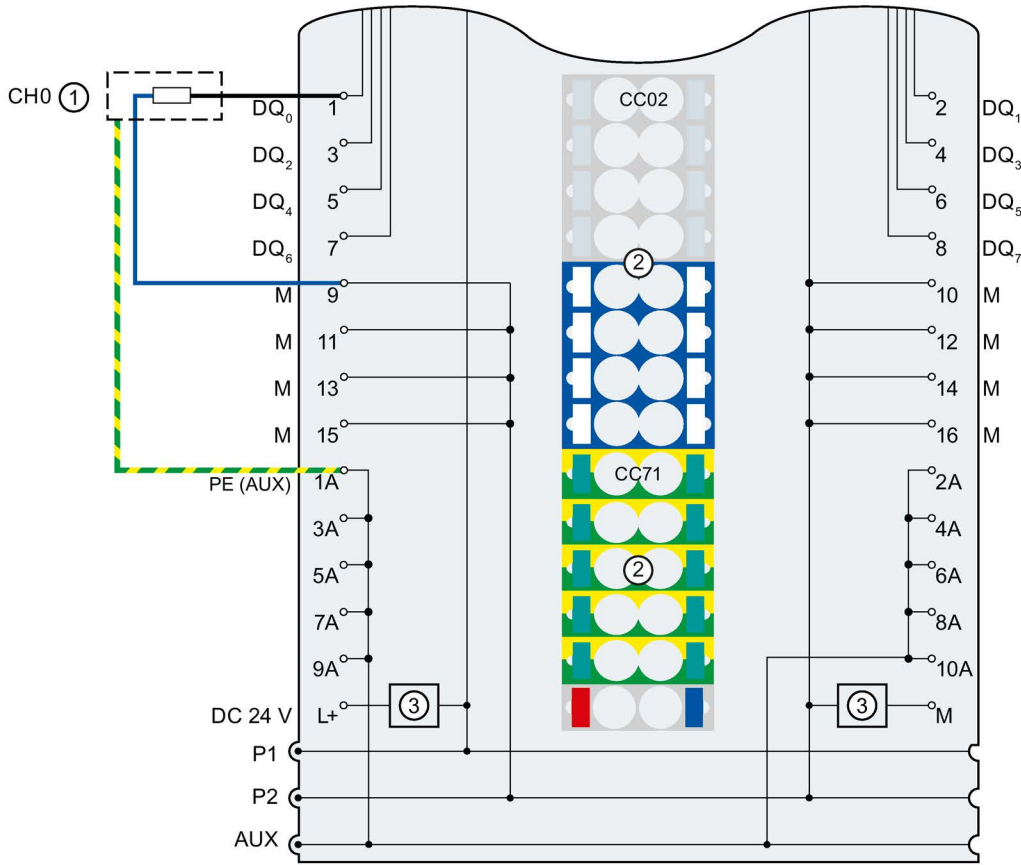 CH0 ①
CC02
DQ0 1
2 DQ1
DQ2 3
4 DQ3
DQ4 5
6 DQ5
DQ6 7
8 DQ7
②
M 9
10 M
M 11
12 M
M 13
14 M
M 15
16 M
PE (AUX) 1A
CC71
2A
3A
4A
5A
②
6A
7A
8A
9A
10A
DC 24 V L+ ③
③ M
P1
P2
AUX